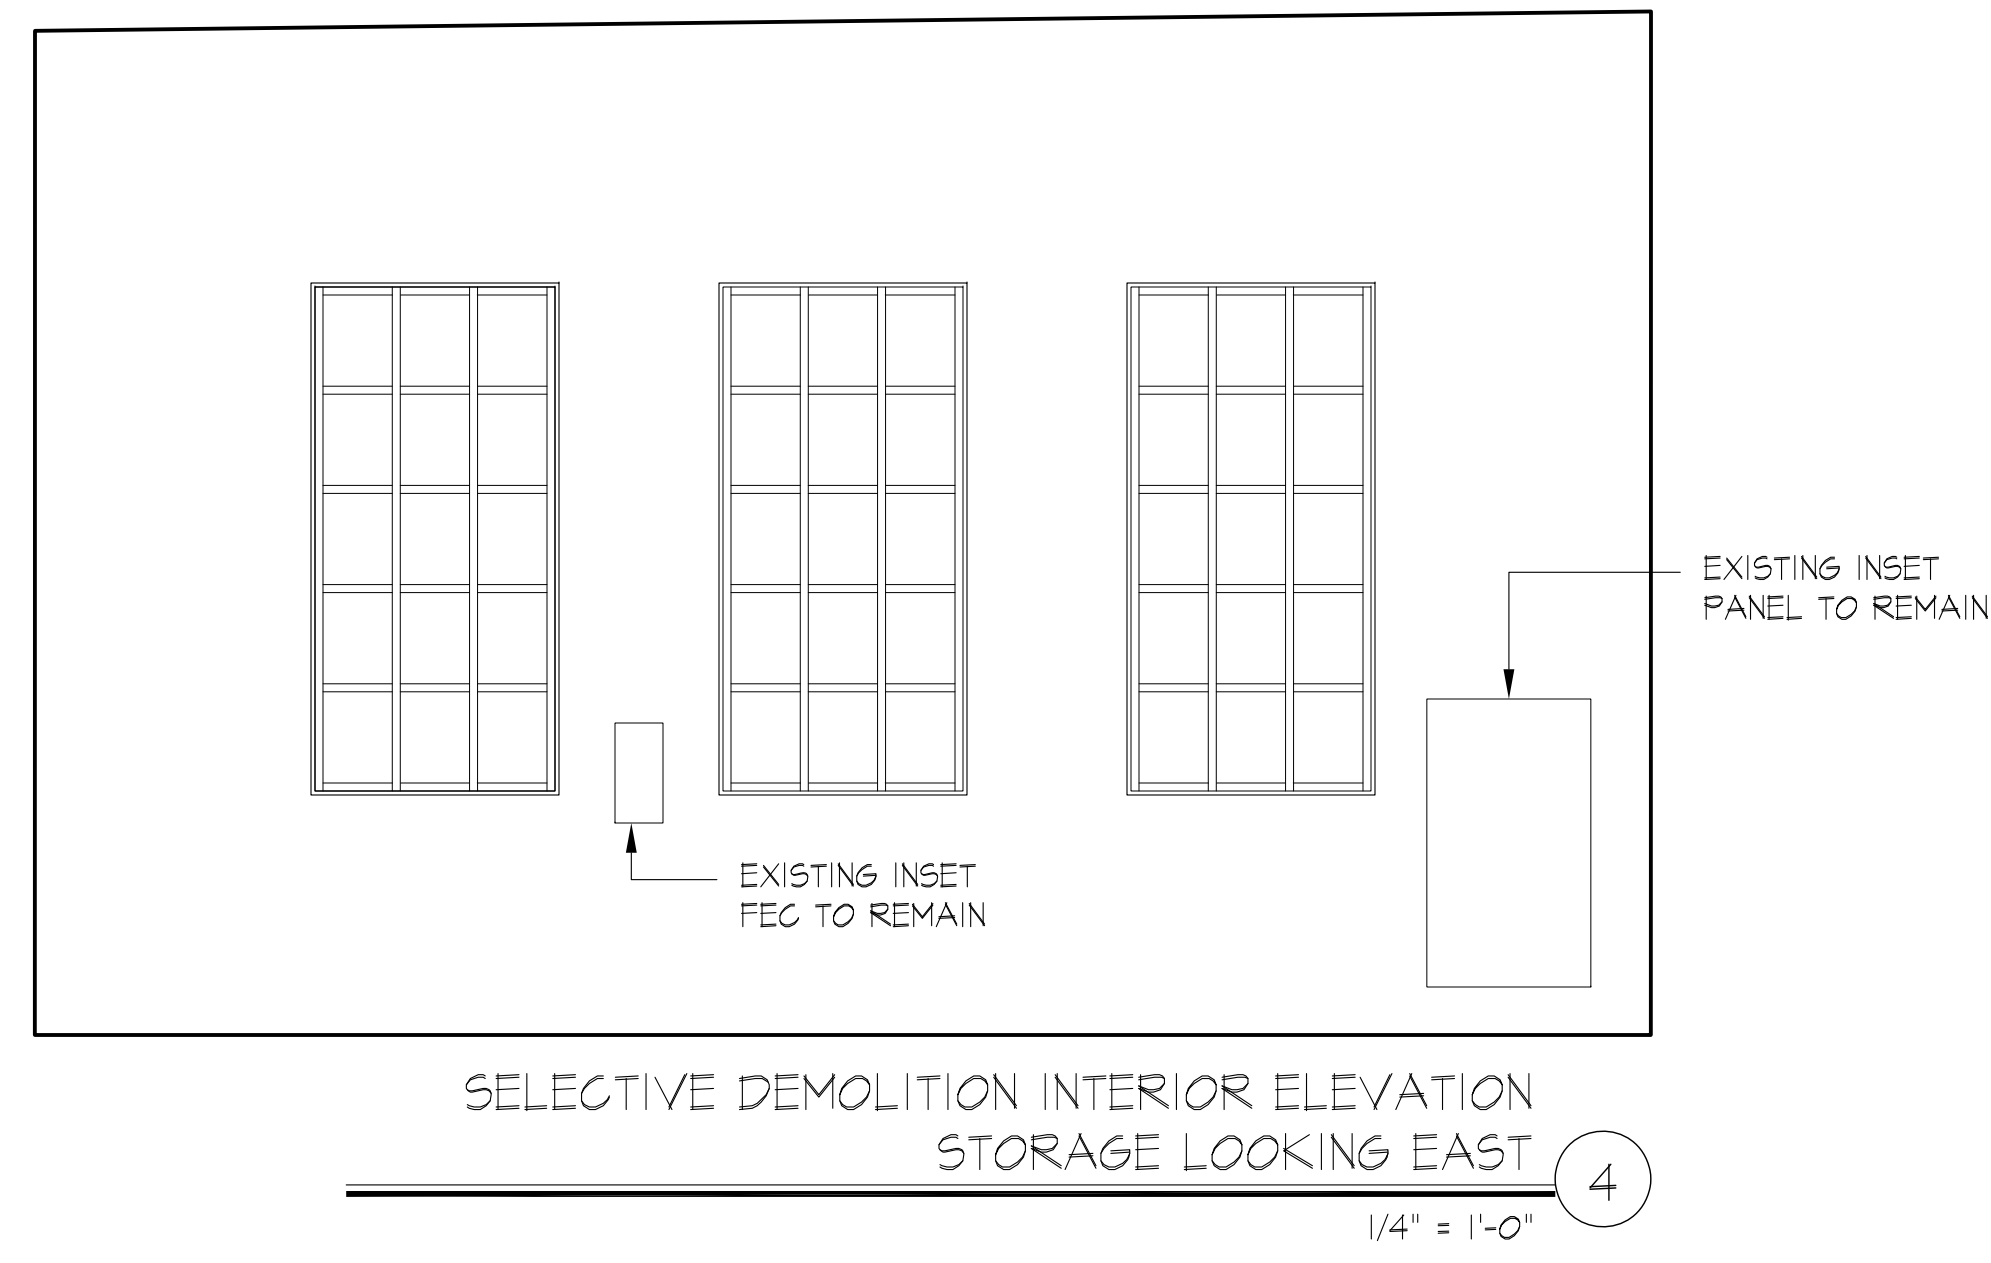 EXISTING INSET
PANEL TO REMAIN
EXISTING INSET
FEC TO REMAIN
SELECTIVE DEMOLITION INTERIOR ELEVATION
STORAGE LOOKING EAST
4
1/4" = 1'-0"